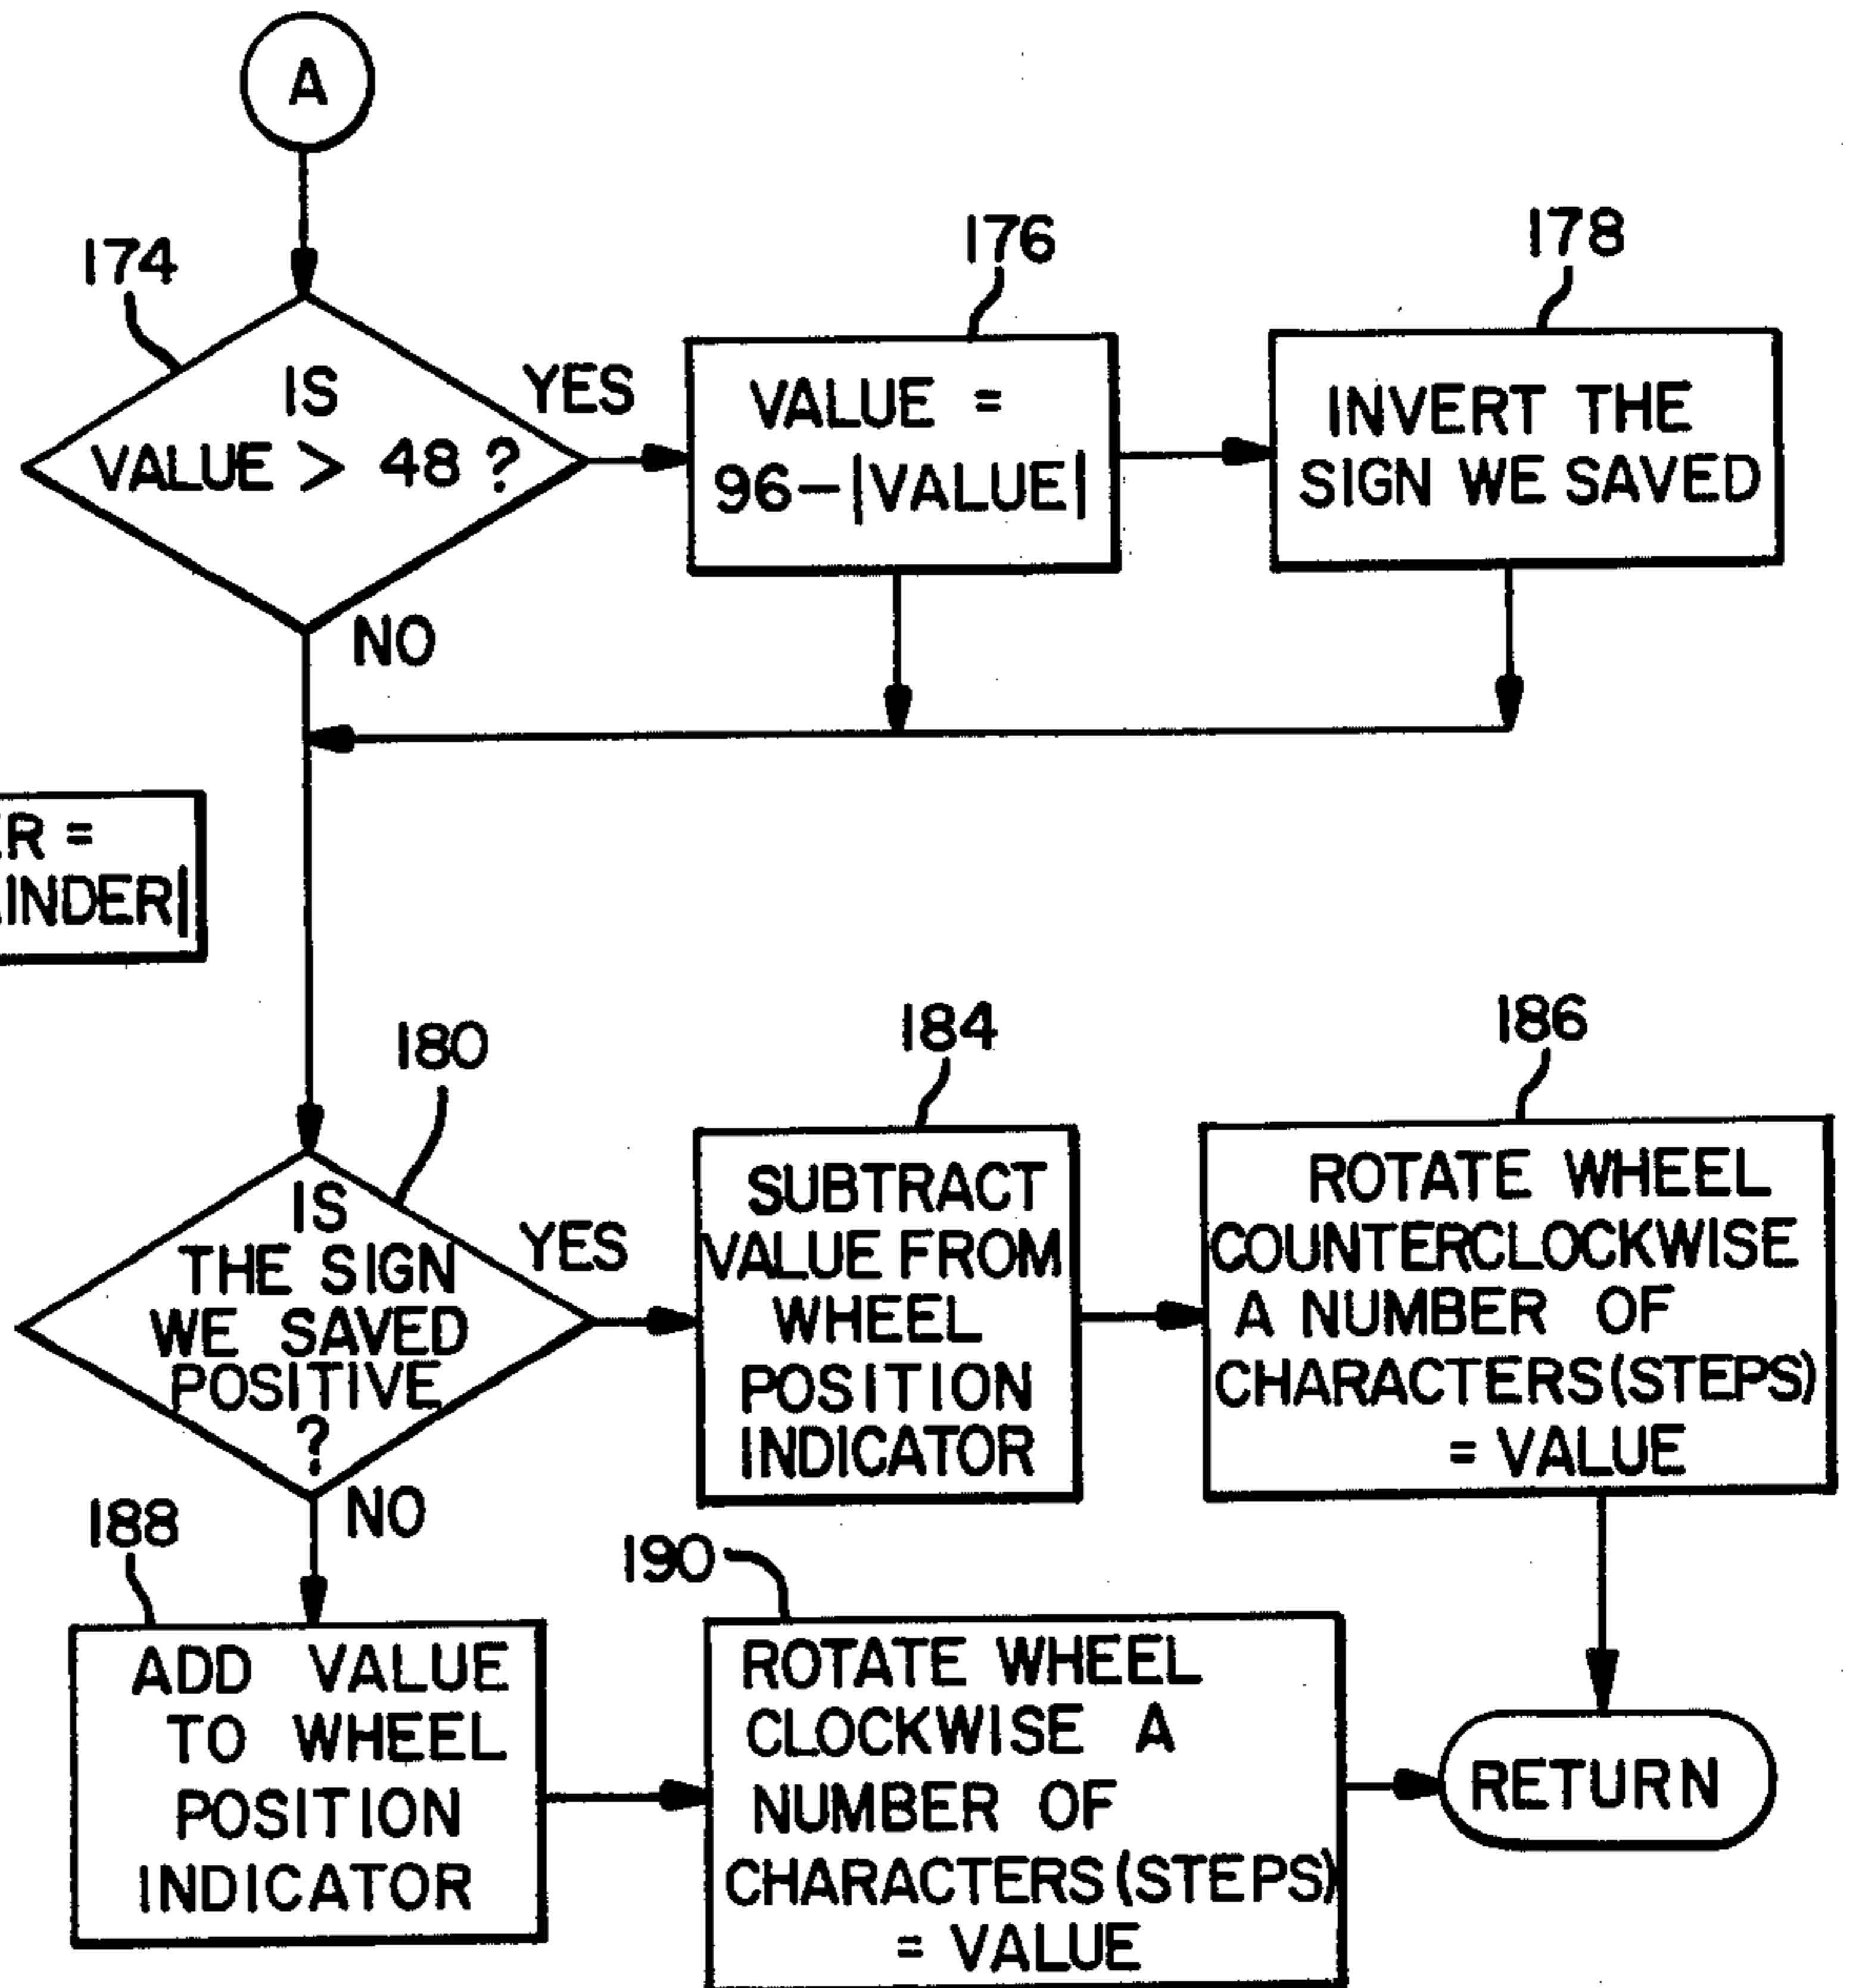 A
174
IS
VALUE > 48 ?
YES
NO
176
VALUE =
96-|VALUE|
178
INVERT THE
SIGN WE SAVED
=
180
IS
THE SIGN
WE SAVED
POSITIVE
?
YES
NO
184
SUBTRACT
VALUE FROM
WHEEL
POSITION
INDICATOR
186
ROTATE WHEEL
COUNTERCLOCKWISE
A NUMBER OF
CHARACTERS(STEPS)
= VALUE
188
ADD VALUE
TO WHEEL
POSITION
INDICATOR
190
ROTATE WHEEL
CLOCKWISE A
NUMBER OF
CHARACTERS(STEPS)
= VALUE
RETURN